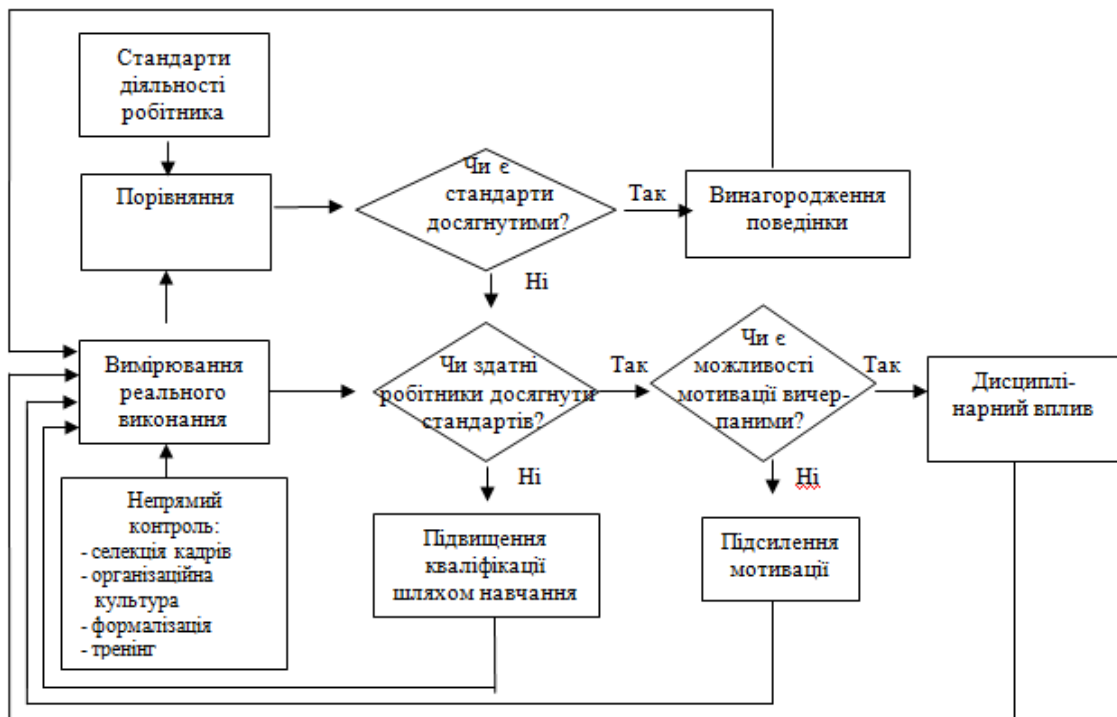 Стандарти
діяльності
робітника
Порівняння
Чи є
стандарти
досягнутими?
Так
Винагородження
поведінки
Ні
Вимірювання
реального
виконання
Чи здатні
робітники досягнути
стандартів?
Так
Чи є
можливості
мотивації вичер-
паними?
Так
Дисциплі-
нарний вплив
Ні
Ні
Непрямий
контроль:
- селекція кадрів
- організаційна
культура
- формалізація
- тренінг
Підвищення
кваліфікації
шляхом навчання
Підсилення
мотивації